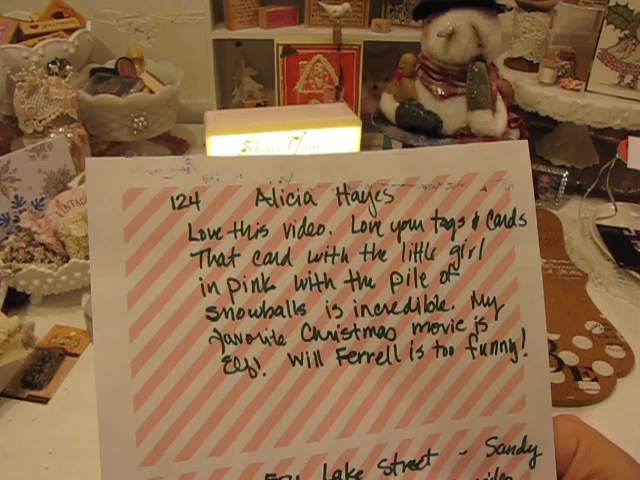 124 Alicia Hayes
Love this video. Love your tags & cards
That card with the little girl
in pink with the pile of
snowballs is incredible. My
favorite Christmas movie is
Elf! Will Ferrell is too funny!
Lake Street - Sandy
video